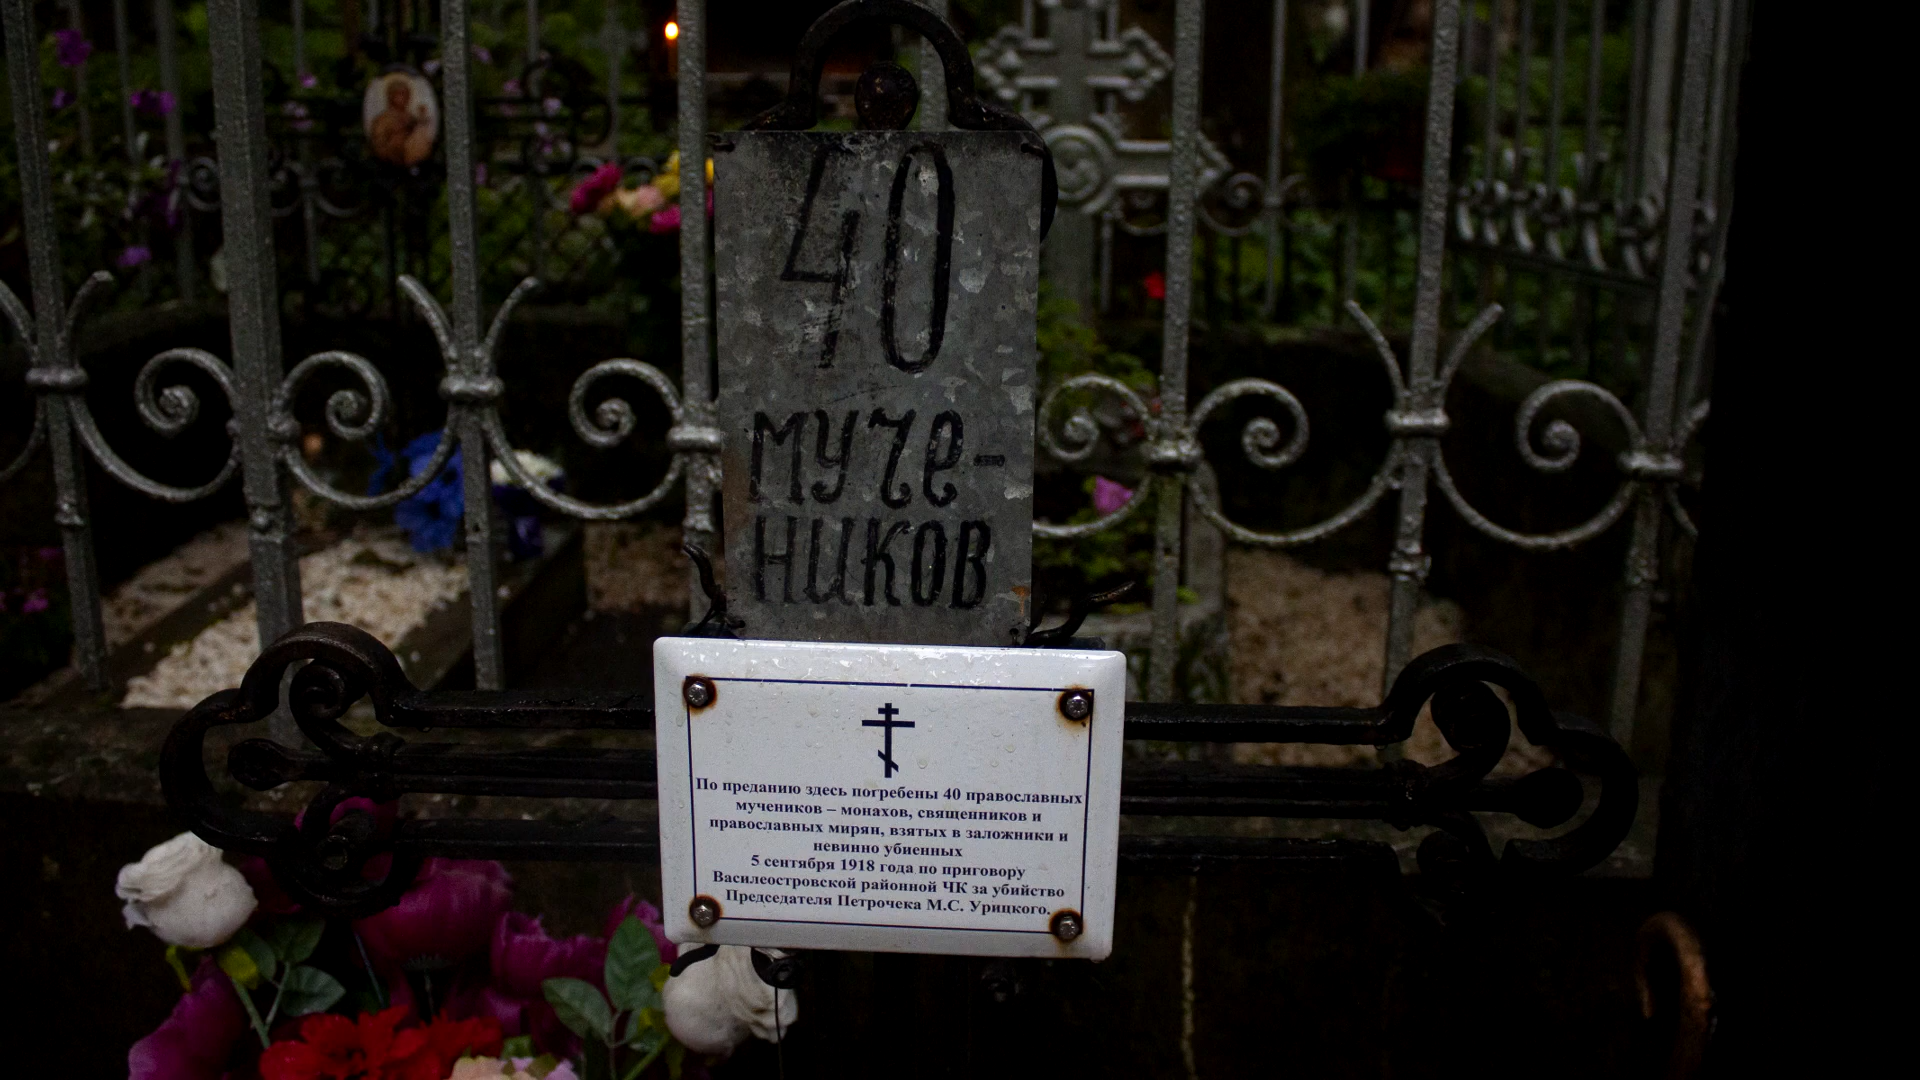 40
муче-
ников
По преданию здесь погребены 40 православных
мучеников – монахов, священников и
православных мирян, взятых в заложники и
невинно убиенных
5 сентября 1918 года по приговору
Василеостровской районной ЧК за убийство
Председателя Петрочека М.С. Урицкого.